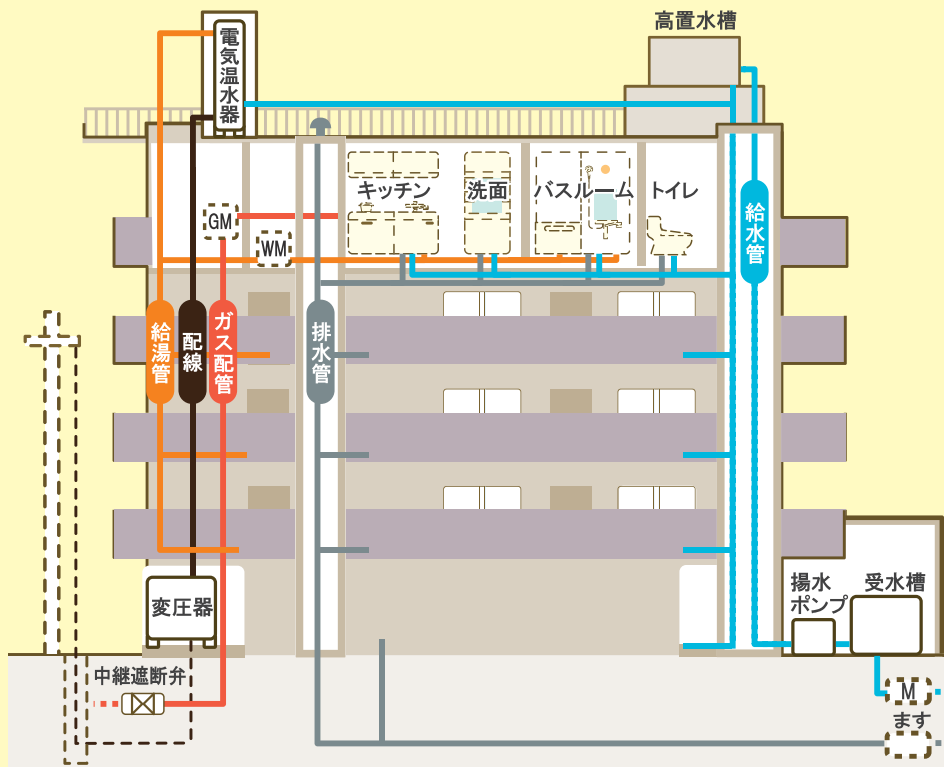 高置水槽
電気温水器
キッチン
洗面
バスルーム
トイレ
GM
WM
給水管
給湯管
配線
ガス配管
排水管
変圧器
揚水
ポンプ
受水槽
中継遮断弁
M
ます